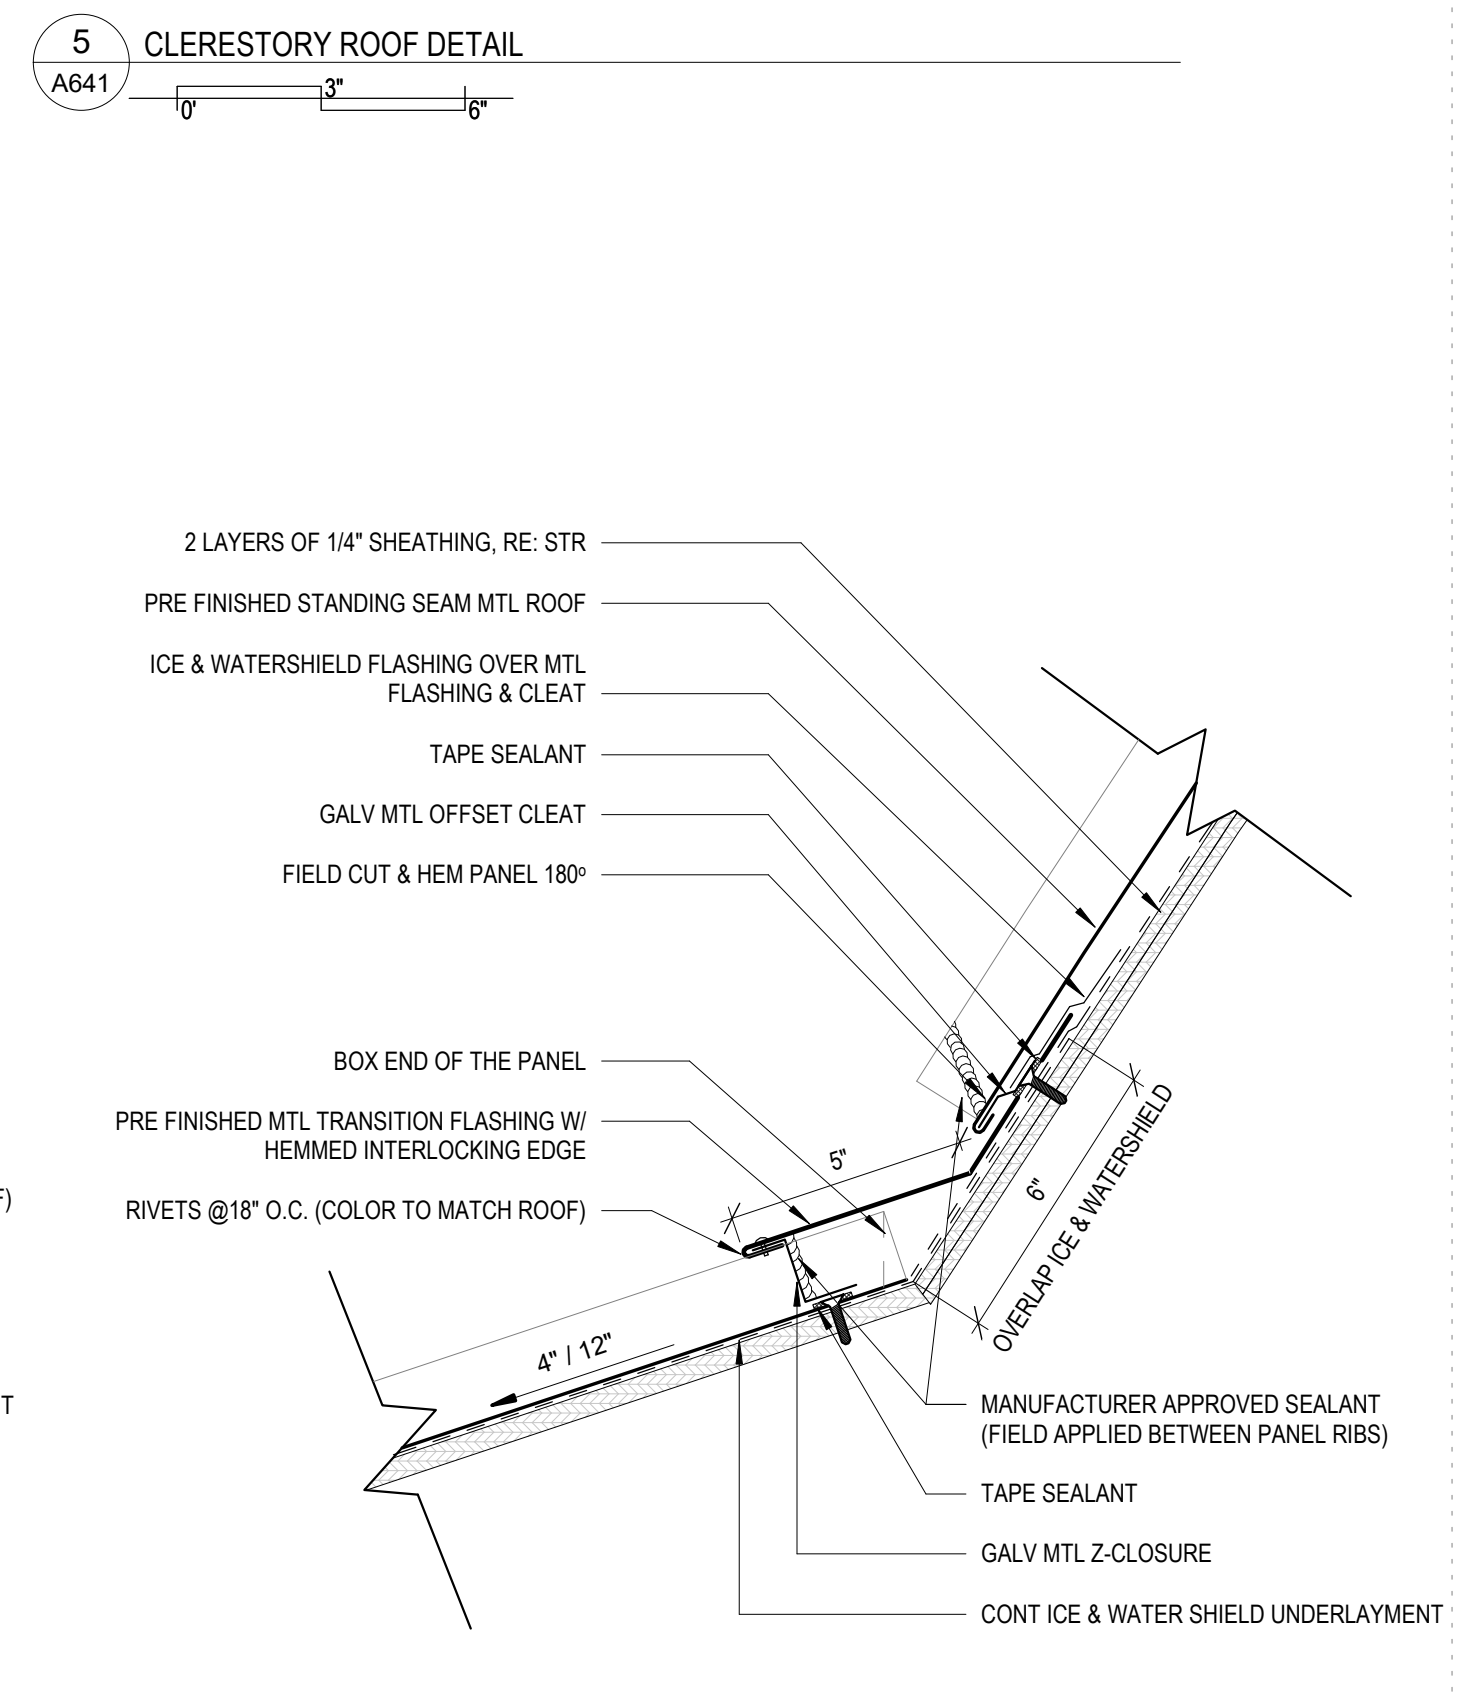 5
A641
CLERESTORY ROOF DETAIL
0'
3"
6"
2 LAYERS OF 1/4" SHEATHING, RE: STR
PRE FINISHED STANDING SEAM MTL ROOF
ICE & WATERSHIELD FLASHING OVER MTL
FLASHING & CLEAT
TAPE SEALANT
GALV MTL OFFSET CLEAT
FIELD CUT & HEM PANEL 180º
BOX END OF THE PANEL
PRE FINISHED MTL TRANSITION FLASHING W/
HEMMED INTERLOCKING EDGE
RIVETS @18" O.C. (COLOR TO MATCH ROOF)
5"
6"
OVERLAP ICE & WATERSHIELD
4" / 12"
F)
T
MANUFACTURER APPROVED SEALANT
(FIELD APPLIED BETWEEN PANEL RIBS)
TAPE SEALANT
GALV MTL Z-CLOSURE
CONT ICE & WATER SHIELD UNDERLAYMENT